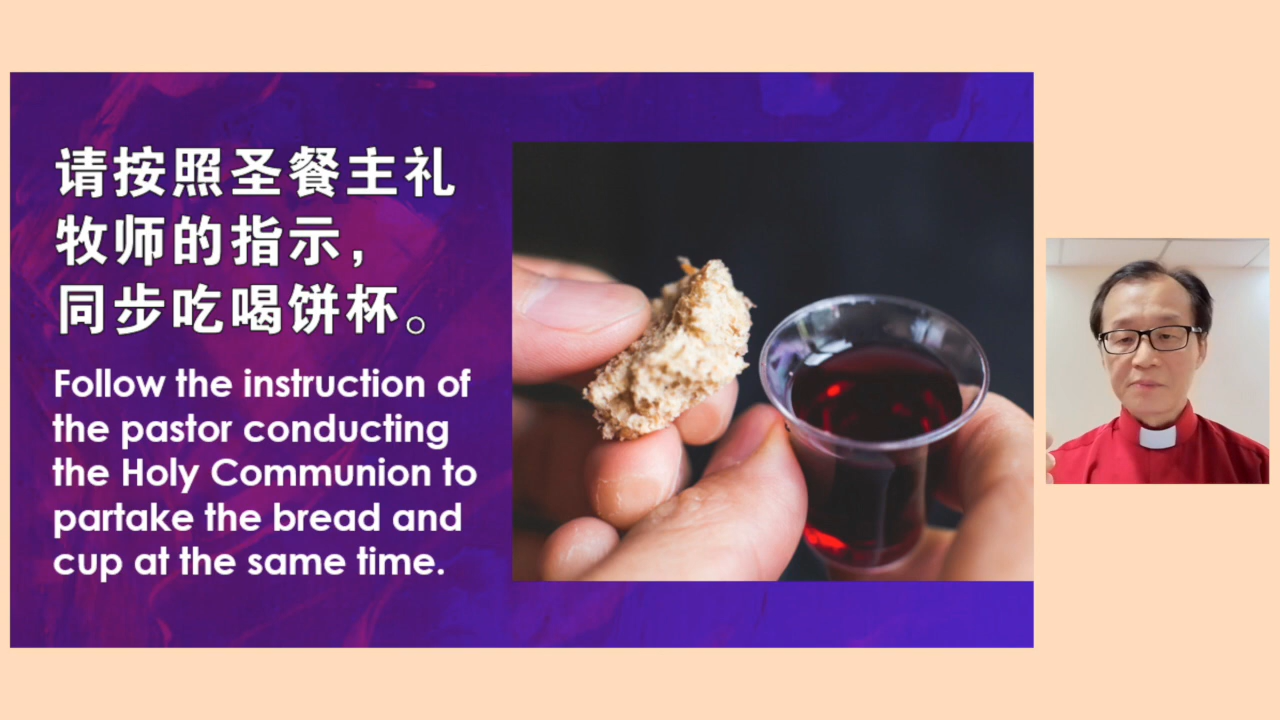 请按照圣餐主礼
牧师的指示，
同步吃喝饼杯。
Follow the instruction of
the pastor conducting
the Holy Communion to
partake the bread and
cup at the same time.